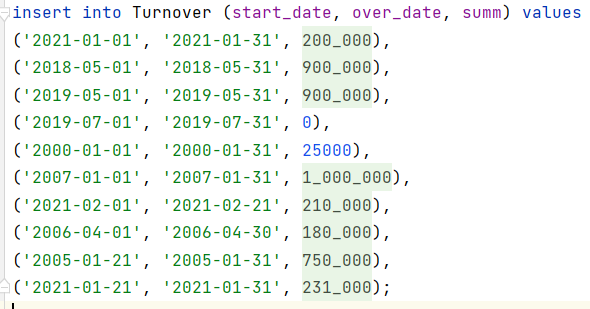 insert into Turnover (start_date, over_date, summ) values
('2021-01-01', '2021-01-31', 200_000),
('2018-05-01', '2018-05-31', 900_000),
('2019-05-01', '2019-05-31', 900_000),
('2019-07-01', '2019-07-31', 0),
('2000-01-01', '2000-01-31', 25000),
('2007-01-01', '2007-01-31', 1_000_000),
('2021-02-01', '2021-02-21', 210_000),
('2006-04-01', '2006-04-30', 180_000),
('2005-01-21', '2005-01-31', 750_000),
('2021-01-21', '2021-01-31', 231_000);